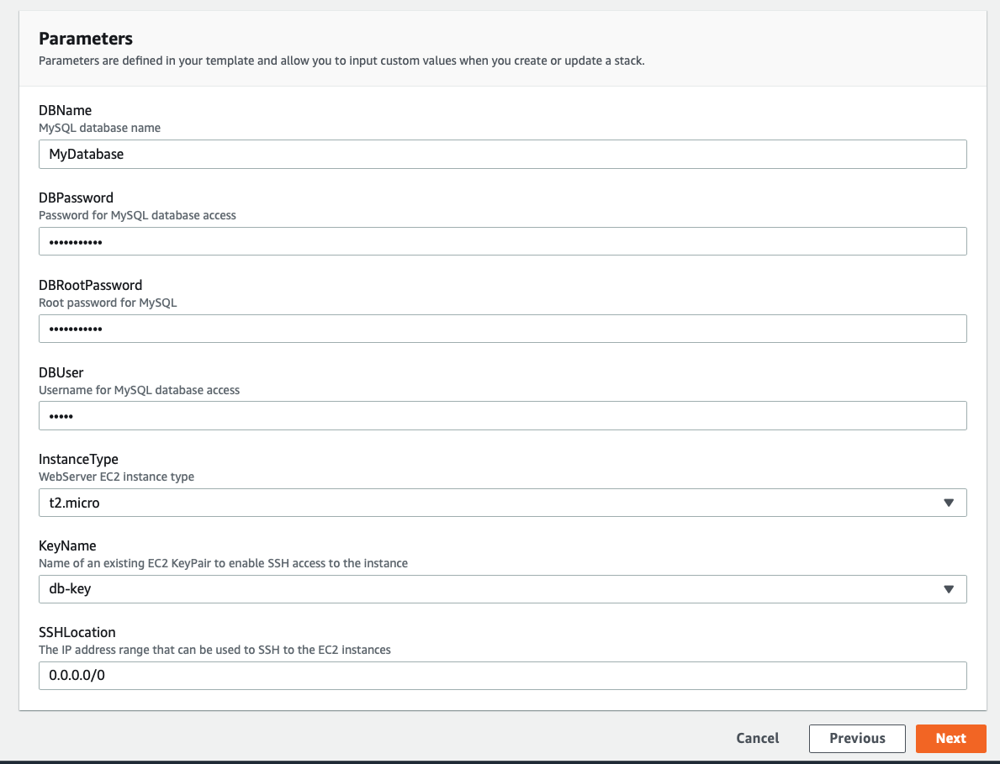 Parameters
Parameters are defined in your template and allow you to input custom values when you create or update a stack.
DBName
MySQL database name
MyDatabase
DBPassword
Password for MySQL database access
•••••••••••
DBRootPassword
Root password for MySQL
•••••••••••
DBUser
Username for MySQL database access
•••••
InstanceType
WebServer EC2 instance type
t2.micro
KeyName
Name of an existing EC2 KeyPair to enable SSH access to the instance
db-key
SSHLocation
The IP address range that can be used to SSH to the EC2 instances
0.0.0.0/0
Cancel Previous Next